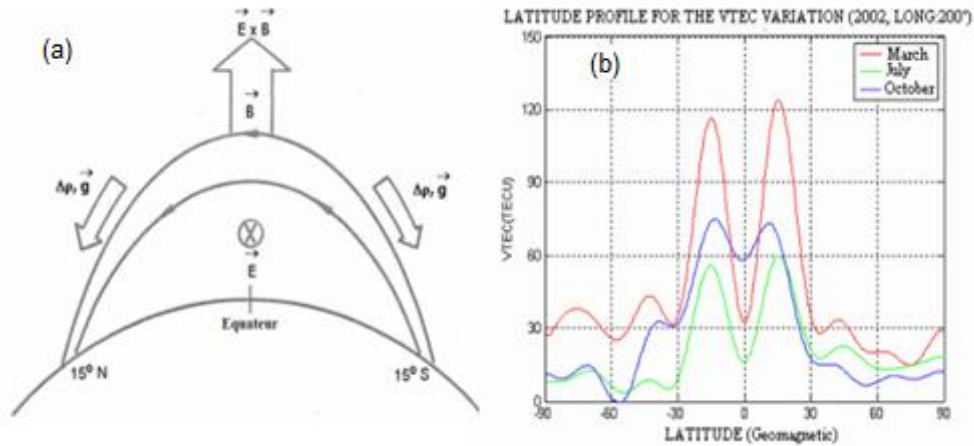 (a)
E x B
B
Δρ, g
Δρ, g
E
Equateur
15° N
15° S
LATITUDE PROFILE FOR THE VTEC VARIATION (2002, LONG:200°)
(b)
March
July
October
150
120
90
60
30
0
VTEC(TECU)
-90 -60 -30 0 30 60 90
LATITUDE (Geomagnetic)